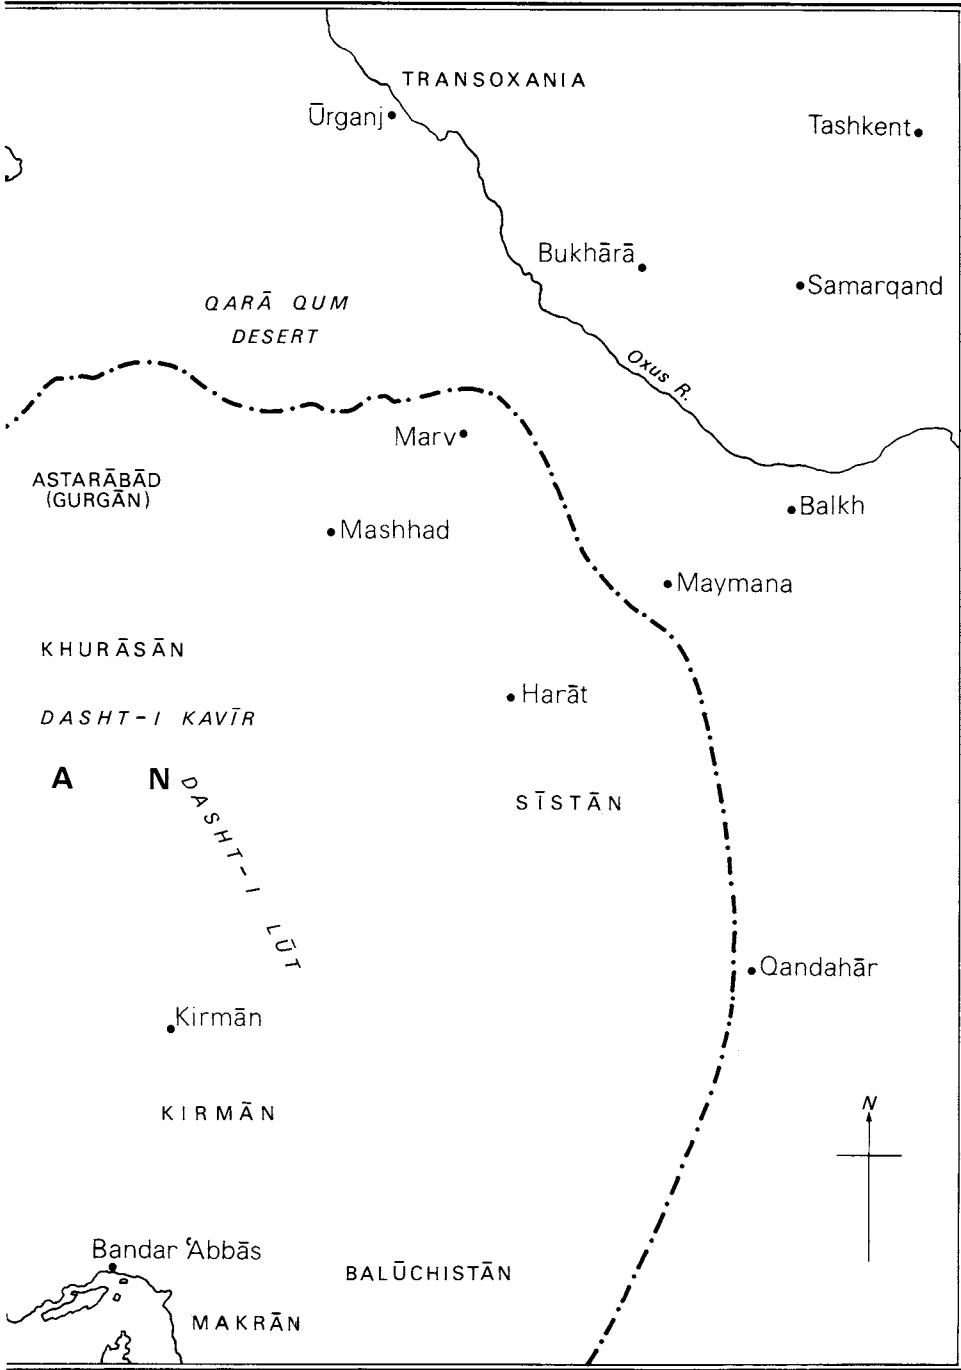 TRANSOXANIA
Ūrganj
Tashkent
Bukhārā
Samarqand
QARĀ QUM
DESERT
Oxus R.
Marv
ASTARĀBĀD
(GURGĀN)
Balkh
Mashhad
Maymana
KHURĀSĀN
Harāt
DASHT-I KAVĪR
A N
DASHT-I LŪT
SĪSTĀN
Qandahār
Kirmān
KIRMĀN
N
Bandar ʿAbbās
BALŪCHISTĀN
MAKRĀN